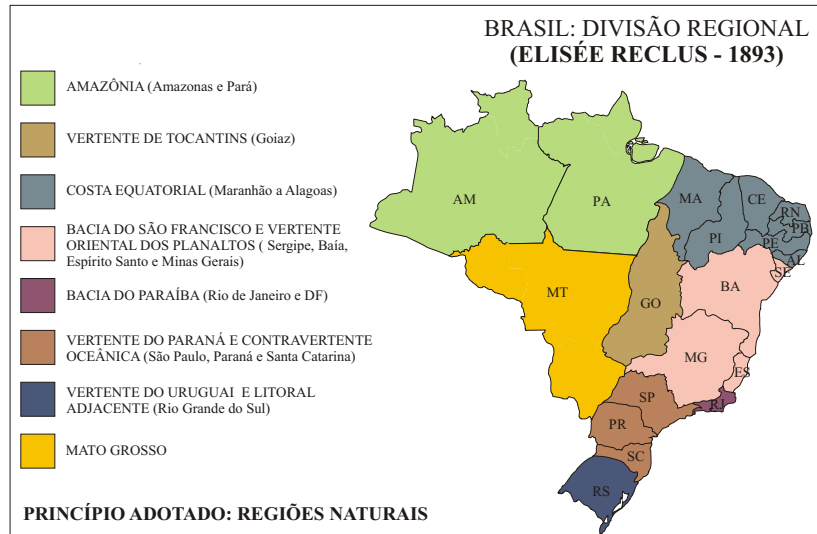 BRASIL: DIVISÃO REGIONAL
(ELISÉE RECLUS - 1893)
AMAZÔNIA (Amazonas e Pará)
VERTENTE DE TOCANTINS (Goiaz)
COSTA EQUATORIAL (Maranhão a Alagoas)
BACIA DO SÃO FRANCISCO E VERTENTE
ORIENTAL DOS PLANALTOS ( Sergipe, Baía,
Espírito Santo e Minas Gerais)
BACIA DO PARAÍBA (Rio de Janeiro e DF)
VERTENTE DO PARANÁ E CONTRAVERTENTE
OCEÂNICA (São Paulo, Paraná e Santa Catarina)
VERTENTE DO URUGUAI E LITORAL
ADJACENTE (Rio Grande do Sul)
MATO GROSSO
PRINCÍPIO ADOTADO: REGIÕES NATURAIS
AM
PA
MA
CE
RN
PB
PI
PE
AL
SE
BA
MT
GO
MG
ES
SP
RJ
PR
SC
RS